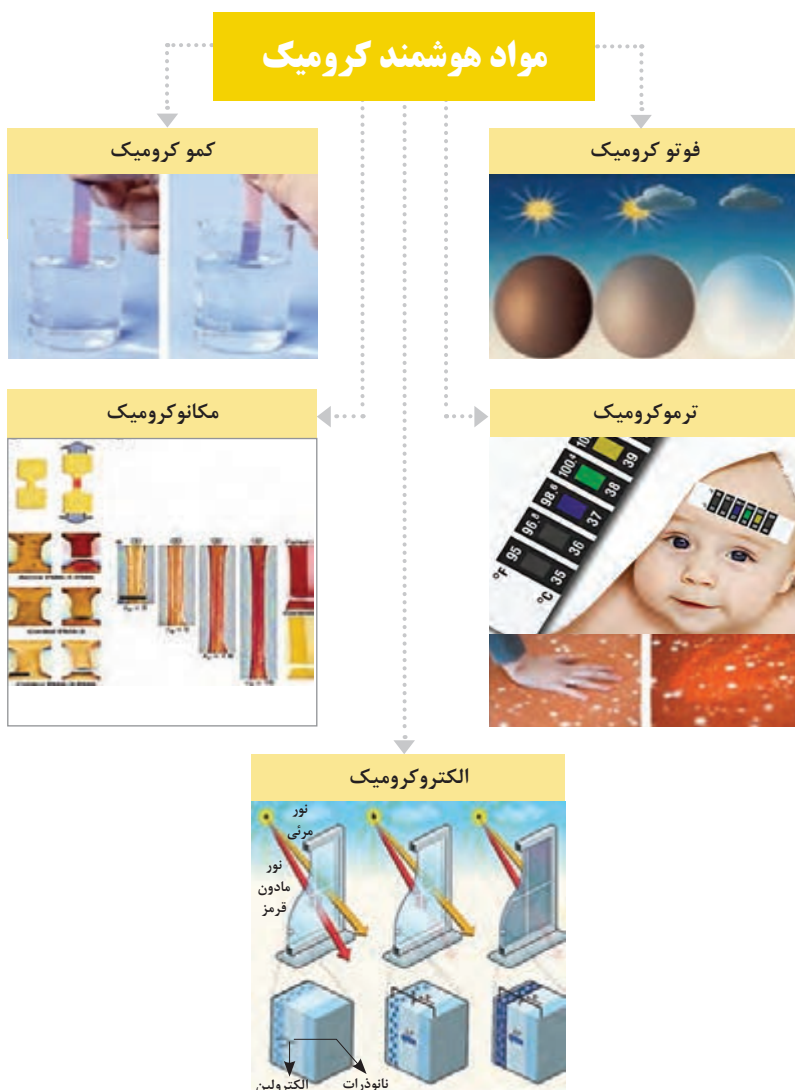 مواد هوشمند کرومیک
فوتو کرومیک
کمو کرومیک
ترموکرومیک
100.4
98.6
96.8
95
°F
39
38
37
36
35
°C
مکانوکرومیک
الکتروکرومیک
نور
مرئی
نور
مادون
قرمز
الکترولین
نانوذرات